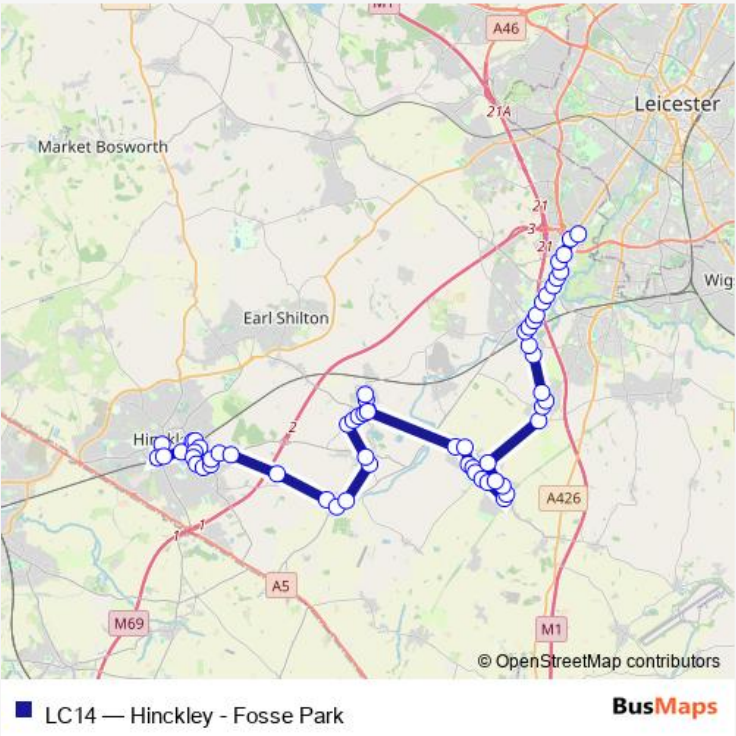 M1
A46
Leicester
21A
Market Bosworth
21
3
21
Wig
Earl Shilton
2
Hinckl
A426
1
1
A5
M69
M1
© OpenStreetMap contributors
LC14 — Hinckley - Fosse Park
BusMaps